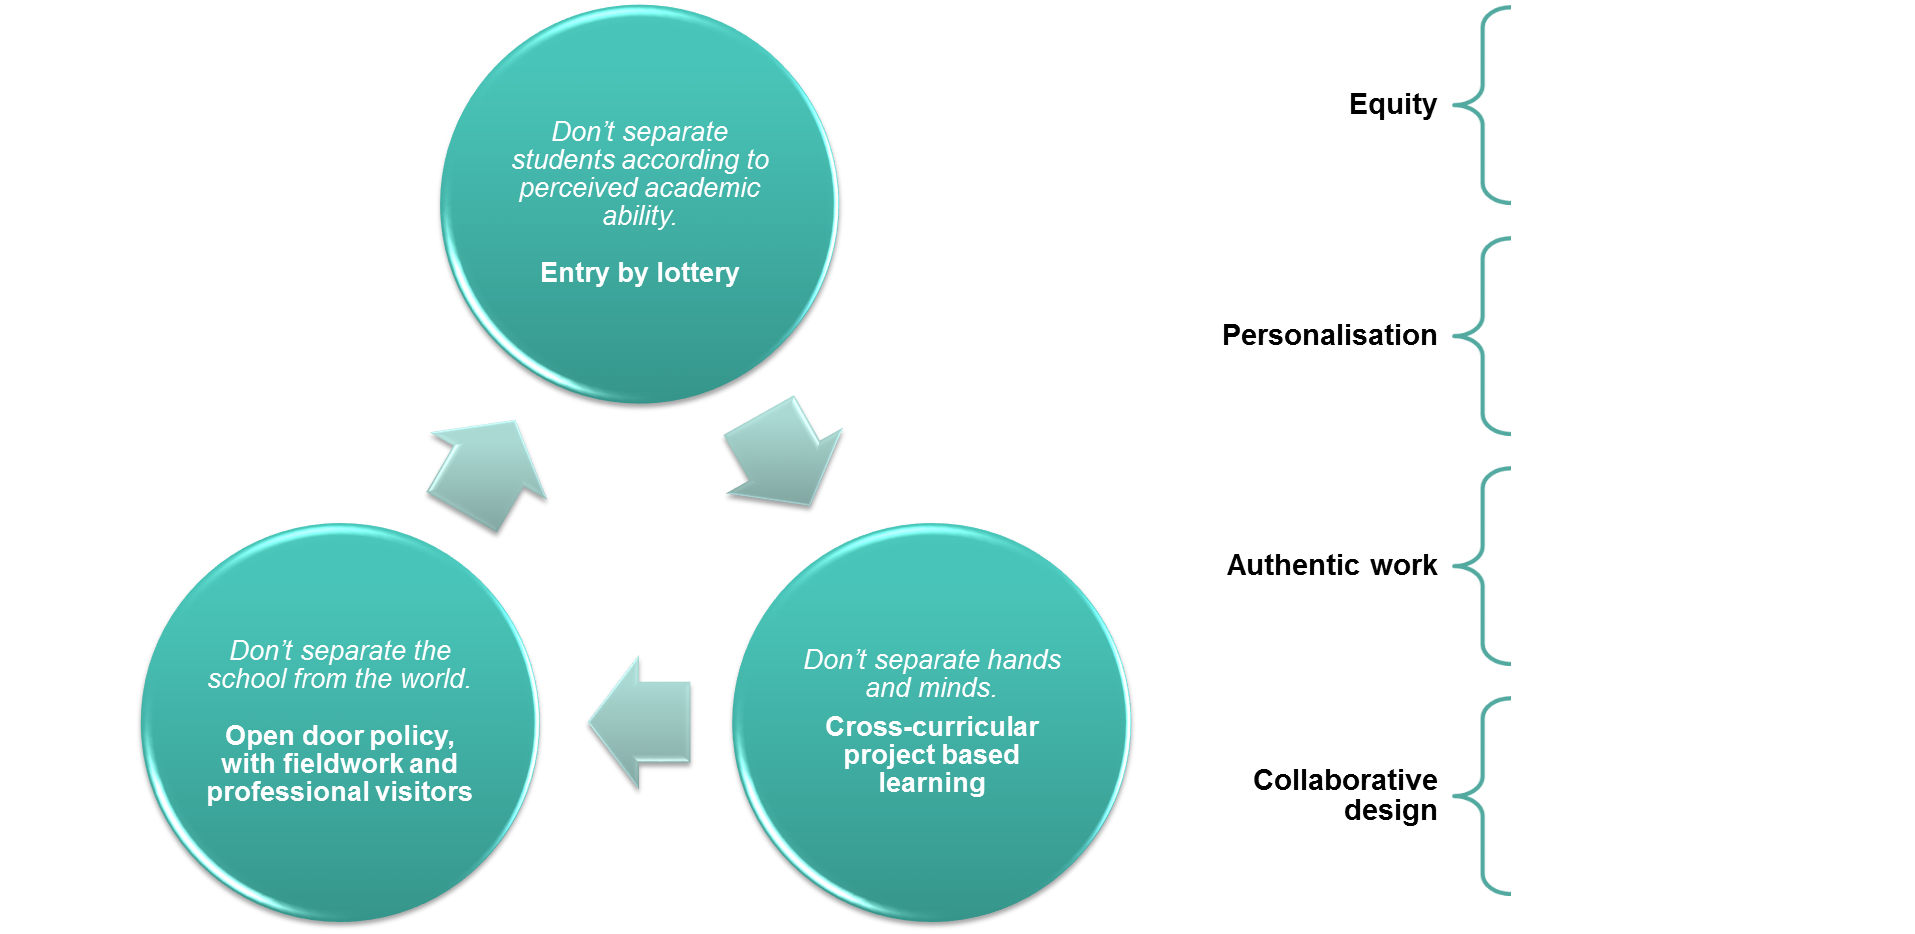 Don’t separate
students according to
perceived academic
ability.
Entry by lottery
Don’t separate hands
and minds.
Cross-curricular
project based
learning
Don’t separate the
school from the world.
Open door policy,
with fieldwork and
professional visitors
Equity
Personalisation
Authentic work
Collaborative
design